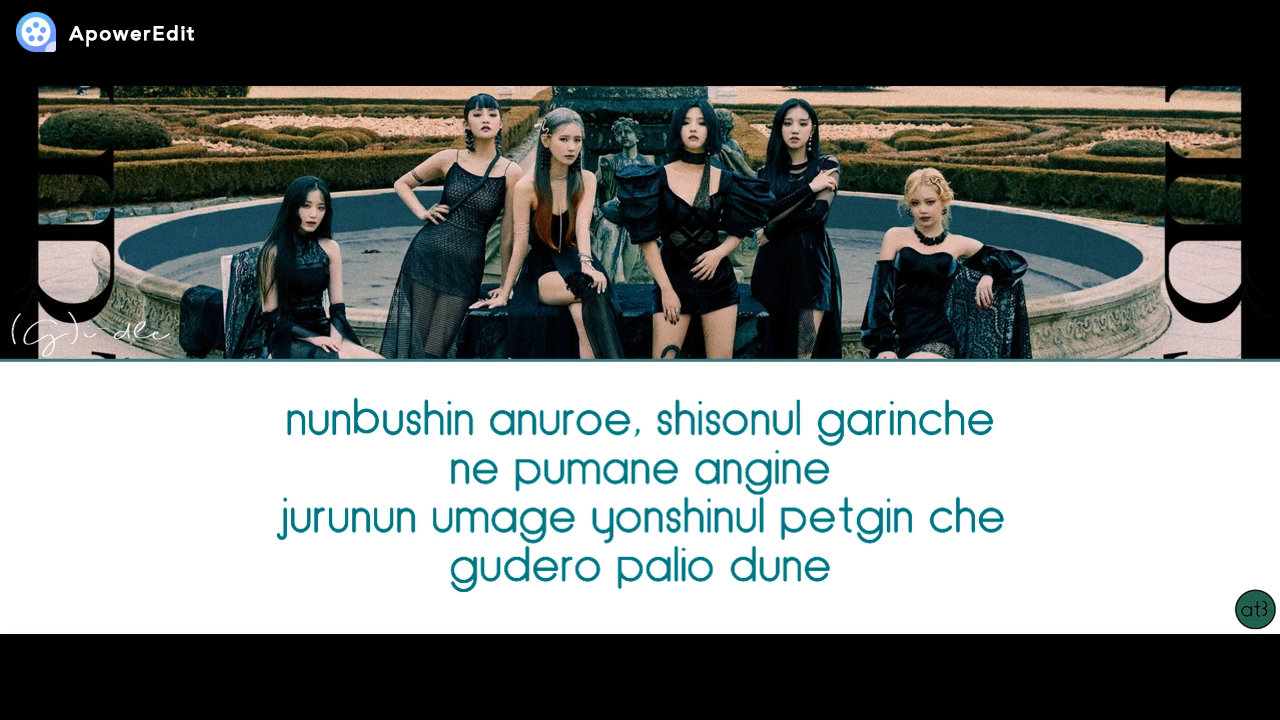 ApowerEdit
(G)i-dle
nunbushin anuroe, shisonul garinche
ne pumane angine
jurunun umage yonshinul petgin che
gudero palio dune
at3